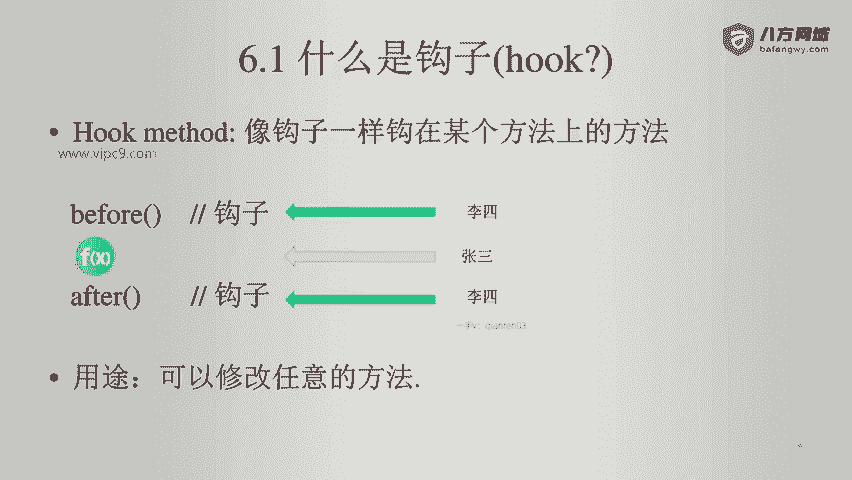 八方网域
bafangwy.com
6.1 什么是钩子(hook?)
• Hook method: 像钩子一样钩在某个方法上的方法
www.vipc9.com
before() // 钩子 李四
f(x) 张三
after() // 钩子 李四
• 用途：可以修改任意的方法.